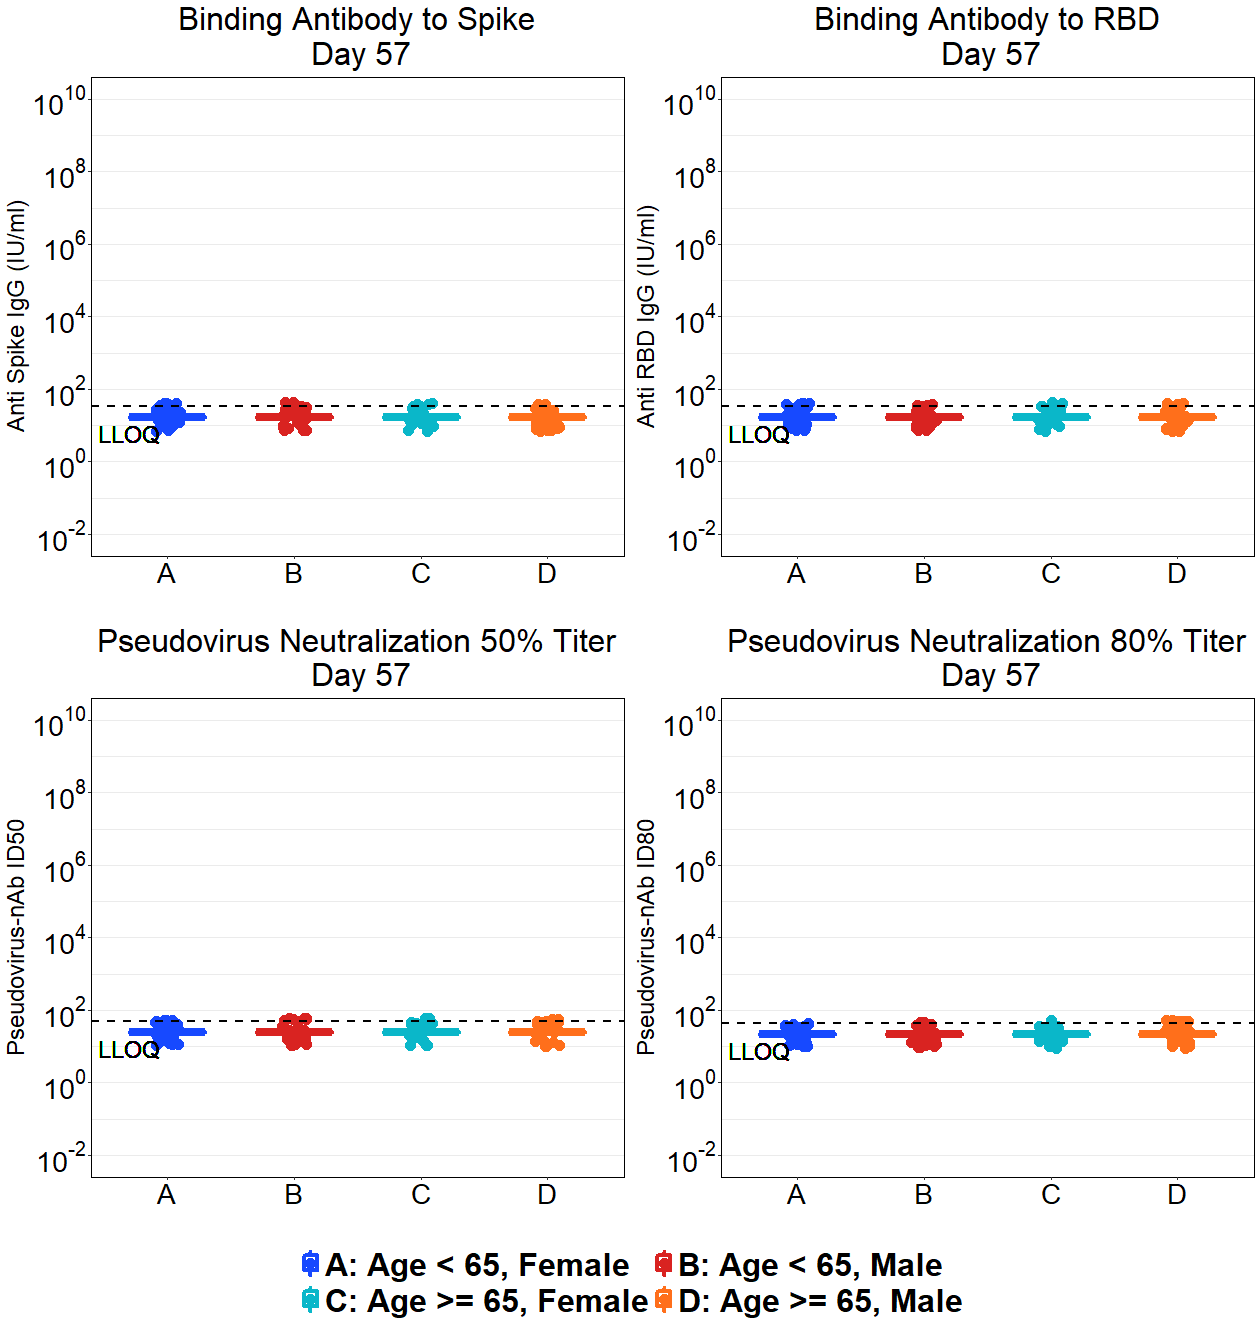 Binding Antibody to Spike
Day 57
Anti Spike IgG (IU/ml)
10^10
10^8
10^6
10^4
10^2
10^0
10^-2
LLOQ
A B C D
Binding Antibody to RBD
Day 57
Anti RBD IgG (IU/ml)
10^10
10^8
10^6
10^4
10^2
10^0
10^-2
LLOQ
A B C D
Pseudovirus Neutralization 50% Titer
Day 57
Pseudovirus-nAb ID50
10^10
10^8
10^6
10^4
10^2
10^0
10^-2
LLOQ
A B C D
Pseudovirus Neutralization 80% Titer
Day 57
Pseudovirus-nAb ID80
10^10
10^8
10^6
10^4
10^2
10^0
10^-2
LLOQ
A B C D
A: Age < 65, Female
B: Age < 65, Male
C: Age >= 65, Female
D: Age >= 65, Male